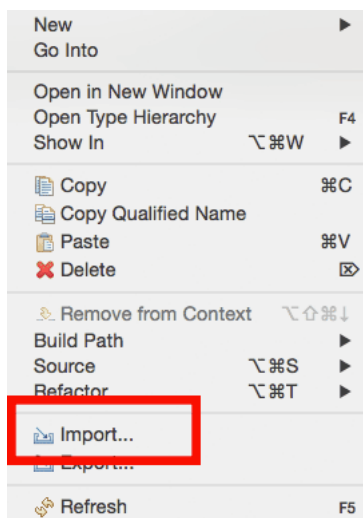 New ▶
Go Into
Open in New Window
Open Type Hierarchy F4
Show In ⌥⌘W ▶
Copy ⌘C
Copy Qualified Name
Paste ⌘V
Delete ⌦
Remove from Context ⌥⇧⌘↓
Build Path ▶
Source ⌥⌘S ▶
Refactor ⌥⌘T ▶
Import...
Export...
Refresh F5